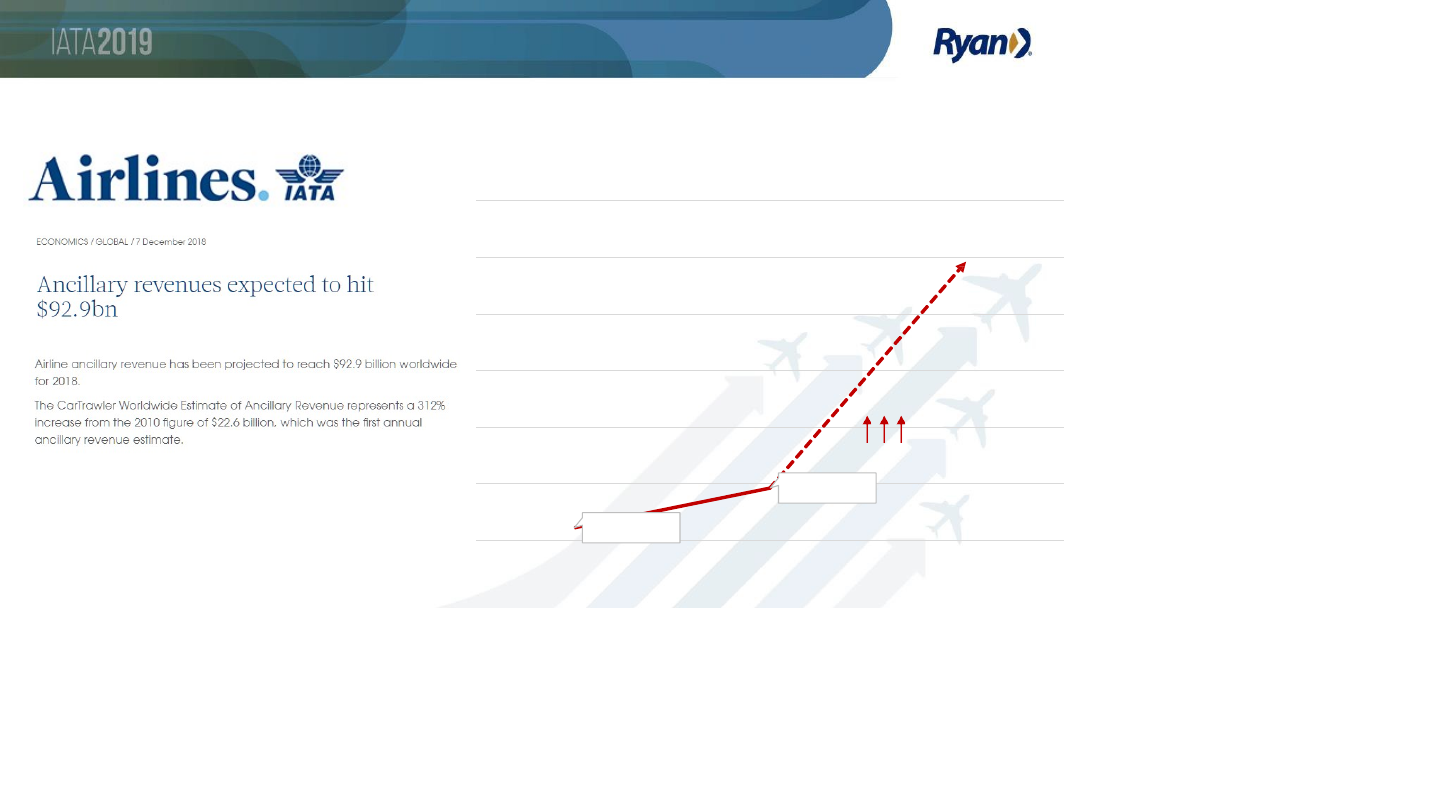 IATA2019
Ryan
Airlines.
IATA
ECONOMICS / GLOBAL / 7 December 2018
Ancillary revenues expected to hit
$92.9bn
Airline ancillary revenue has been projected to reach $92.9 billion worldwide
for 2018.
The CarTrawler Worldwide Estimate of Ancillary Revenue represents a 312%
increase from the 2010 figure of $22.6 billion, which was the first annual
ancillary revenue estimate.